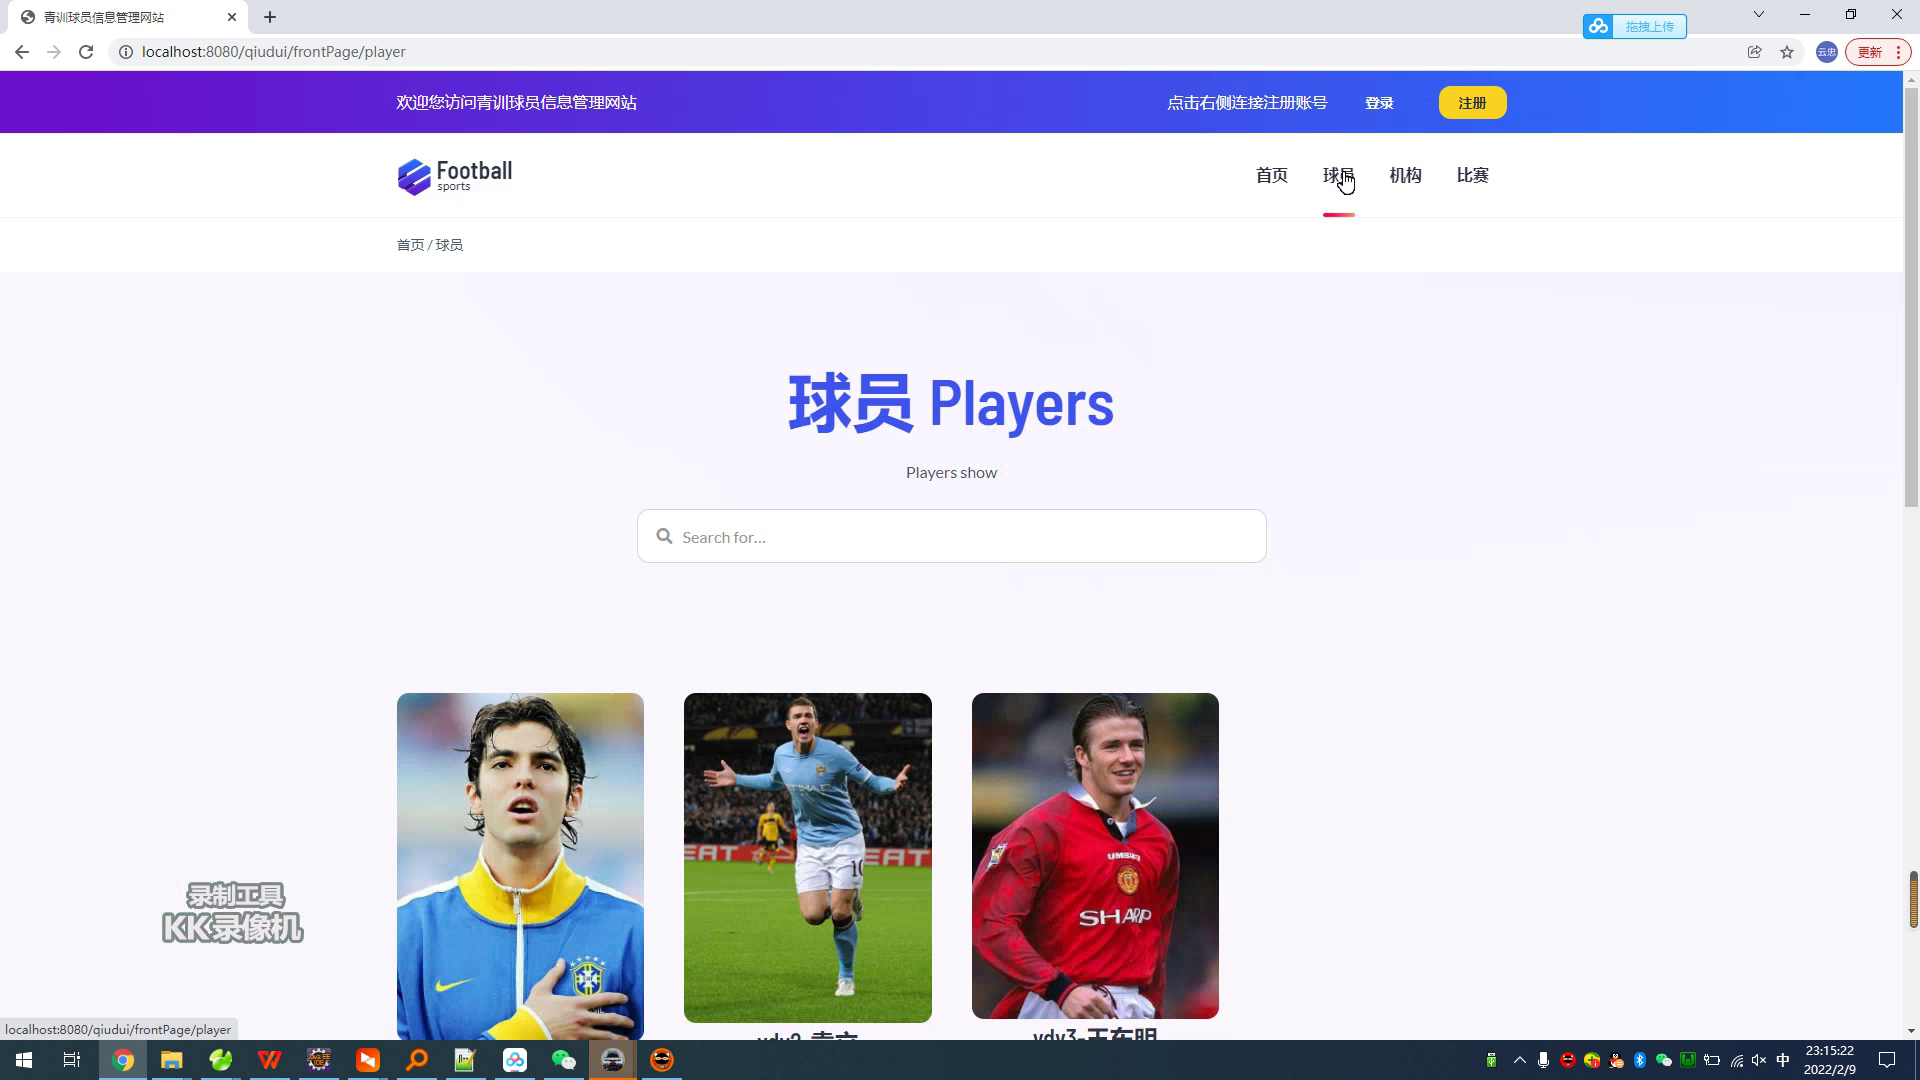 青训球员信息管理网站
拖拽上传
localhost:8080/qiudui/frontPage/player
云忠
更新
欢迎您访问青训球员信息管理网站
点击右侧连接注册账号
登录
注册
Football
sports
首页
球员
机构
比赛
首页 / 球员
球员 Players
Players show
Search for...
10
UMBRO
SHARP
录制工具
KK录像机
localhost:8080/qiudui/frontPage/player
中
23:15:22
2022/2/9